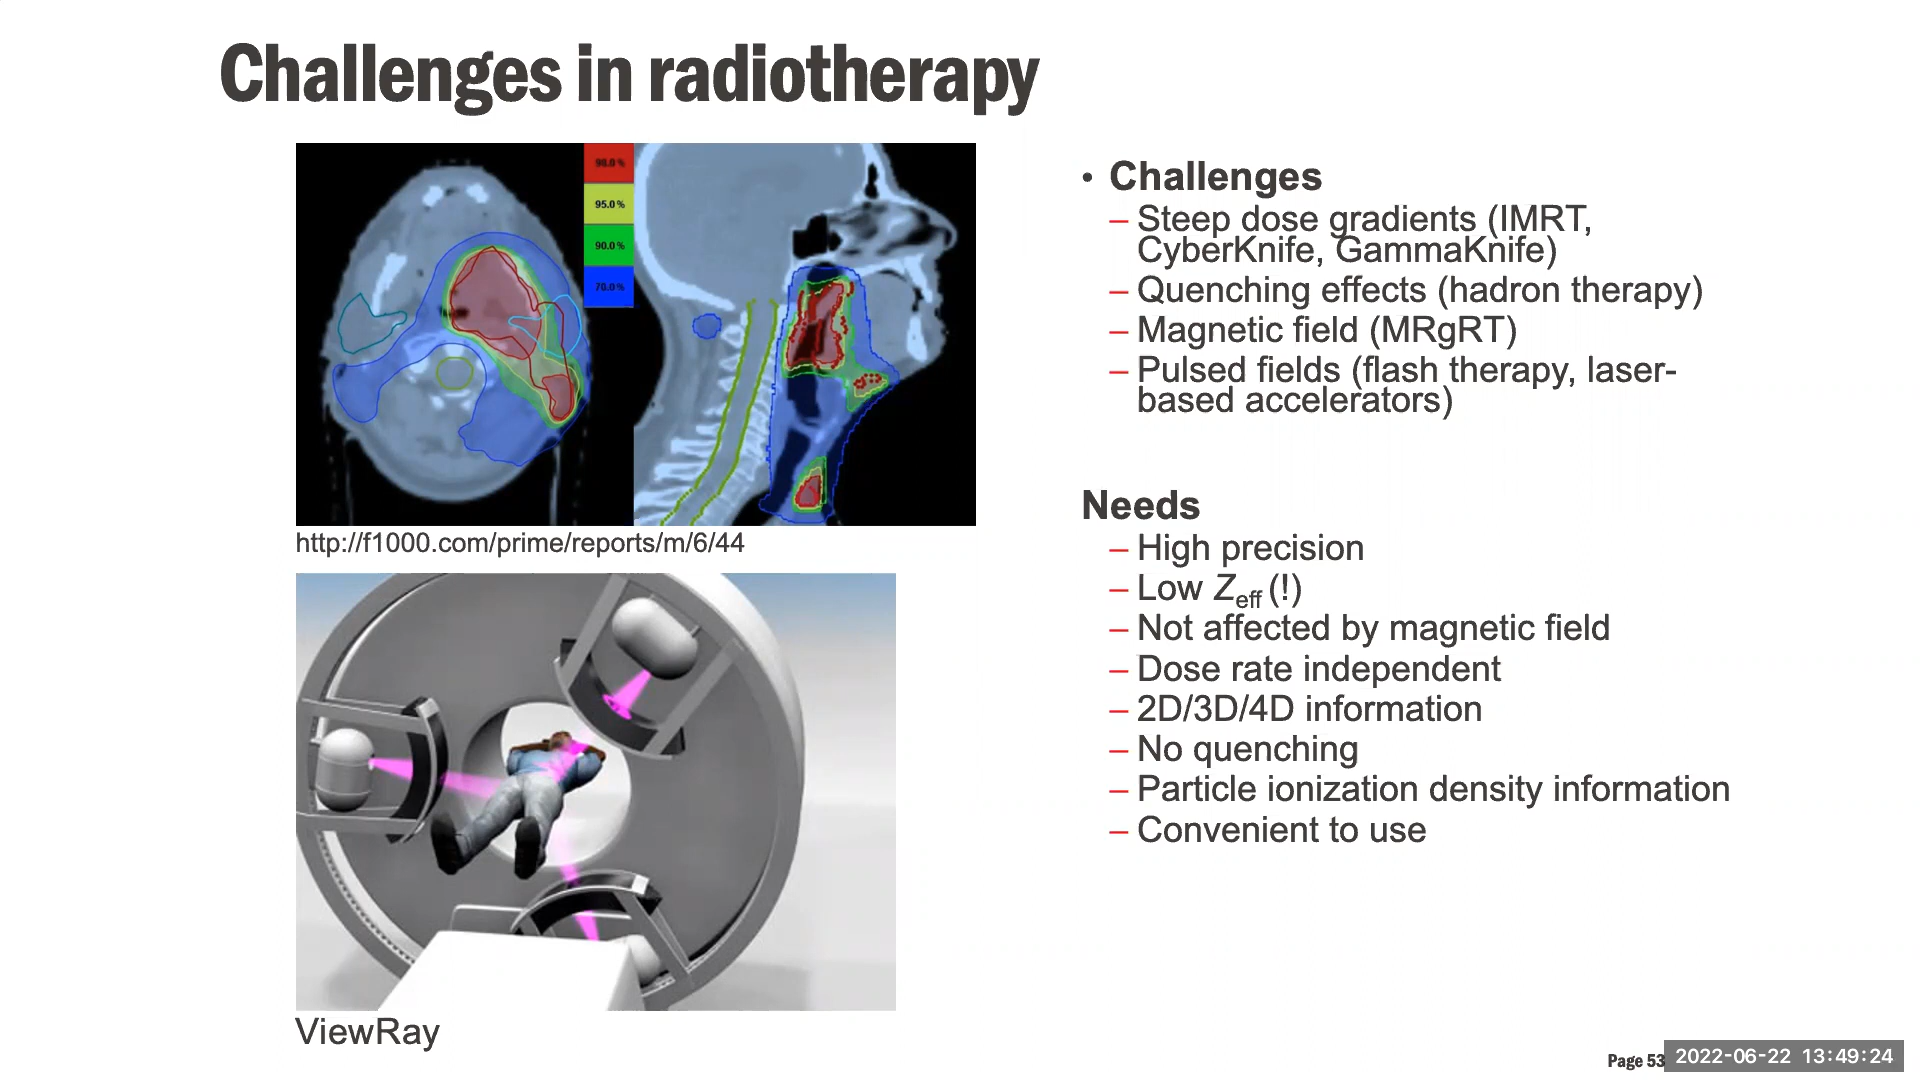 Challenges in radiotherapy
98.0 %
95.0 %
90.0 %
70.0 %
http://f1000.com/prime/reports/m/6/44
ViewRay
• Challenges
– Steep dose gradients (IMRT,
CyberKnife, GammaKnife)
– Quenching effects (hadron therapy)
– Magnetic field (MRgRT)
– Pulsed fields (flash therapy, laser-
based accelerators)
Needs
– High precision
– Low Zeff (!)
– Not affected by magnetic field
– Dose rate independent
– 2D/3D/4D information
– No quenching
– Particle ionization density information
– Convenient to use
Page 53
2022-06-22 13:49:24